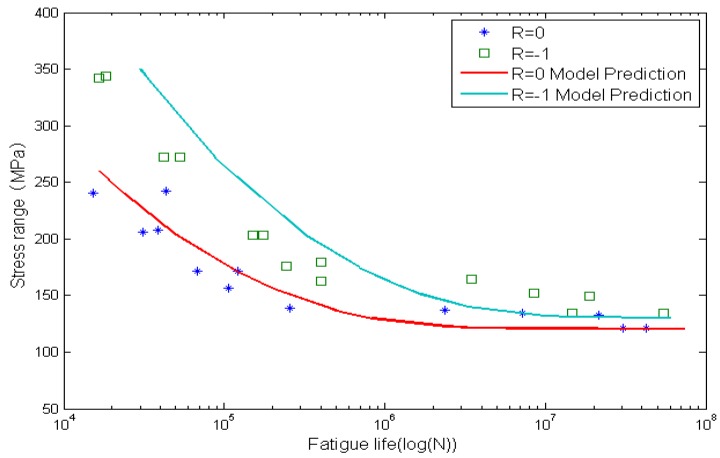 R=0
R=-1
R=0 Model Prediction
R=-1 Model Prediction
400
350
300
250
200
150
100
50
Stress range (MPa)
10^4
10^5
10^6
10^7
10^8
Fatigue life(log(N))